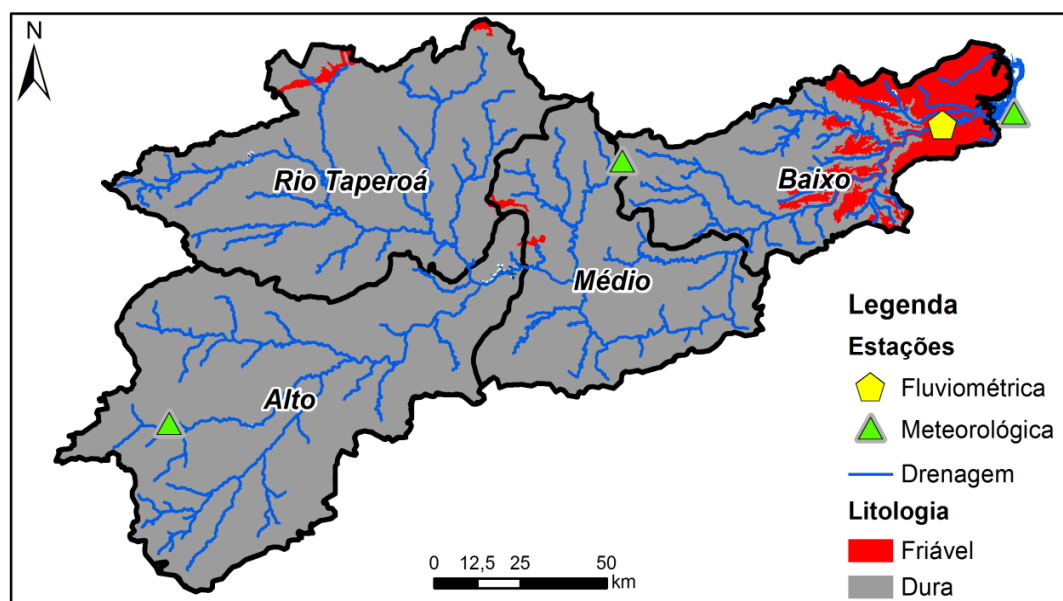 N
Rio Taperoá
Baixo
Médio
Alto
Legenda
Estações
Fluviométrica
Meteorológica
Drenagem
Litologia
Friável
Dura
0 12,5 25 50
km